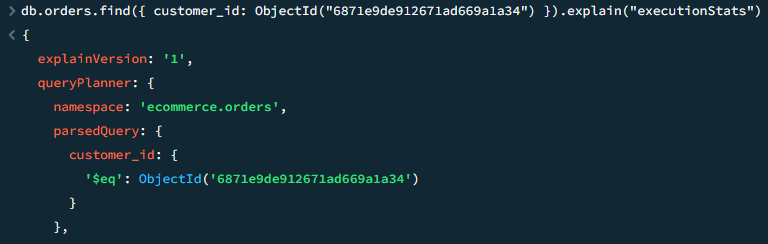 > db.orders.find({ customer_id: ObjectId("6871e9de912671ad669a1a34") }).explain("executionStats")
< {
explainVersion: '1',
queryPlanner: {
namespace: 'ecommerce.orders',
parsedQuery: {
customer_id: {
'$eq': ObjectId('6871e9de912671ad669a1a34')
}
},